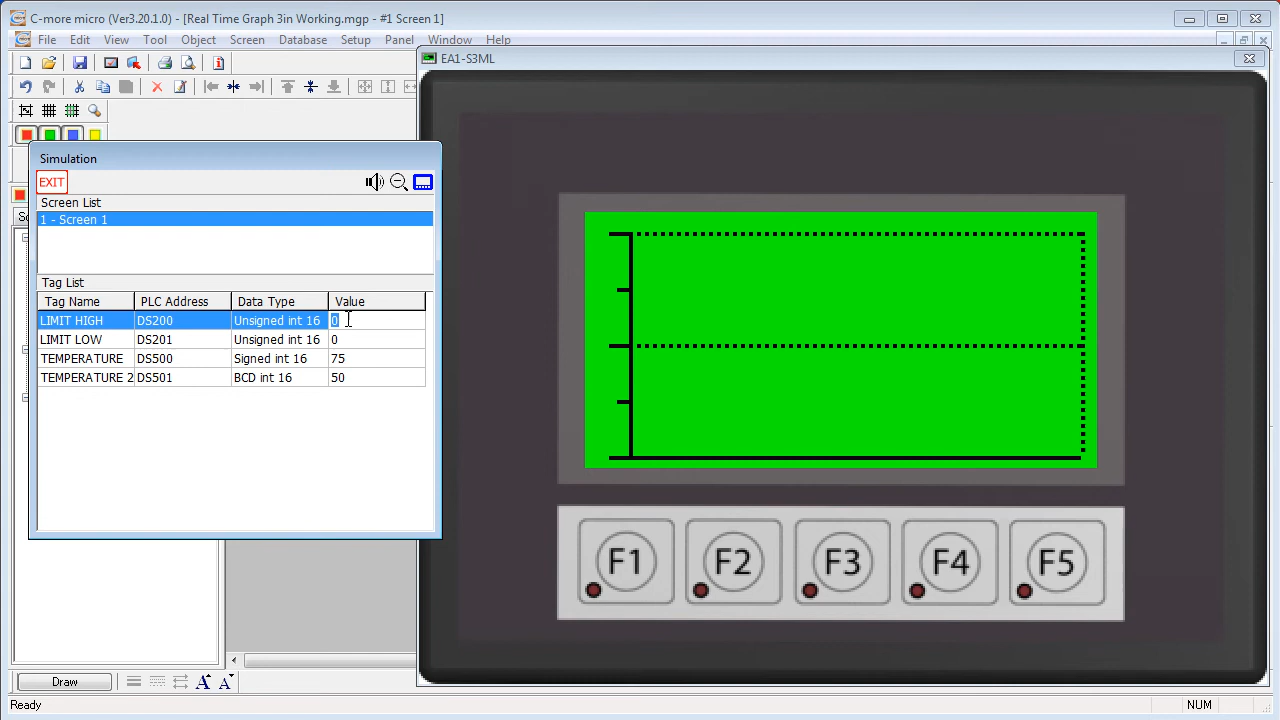 C-more micro (Ver3.20.1.0) - [Real Time Graph 3in Working.mgp - #1 Screen 1]
File Edit View Tool Object Screen Database Setup Panel Window Help
EA1-S3ML
Simulation
EXIT
Screen List
1 - Screen 1
Tag List
Tag Name PLC Address Data Type Value
LIMIT HIGH DS200 Unsigned int 16 0
LIMIT LOW DS201 Unsigned int 16 0
TEMPERATURE DS500 Signed int 16 75
TEMPERATURE 2 DS501 BCD int 16 50
F1 F2 F3 F4 F5
Draw
Ready NUM